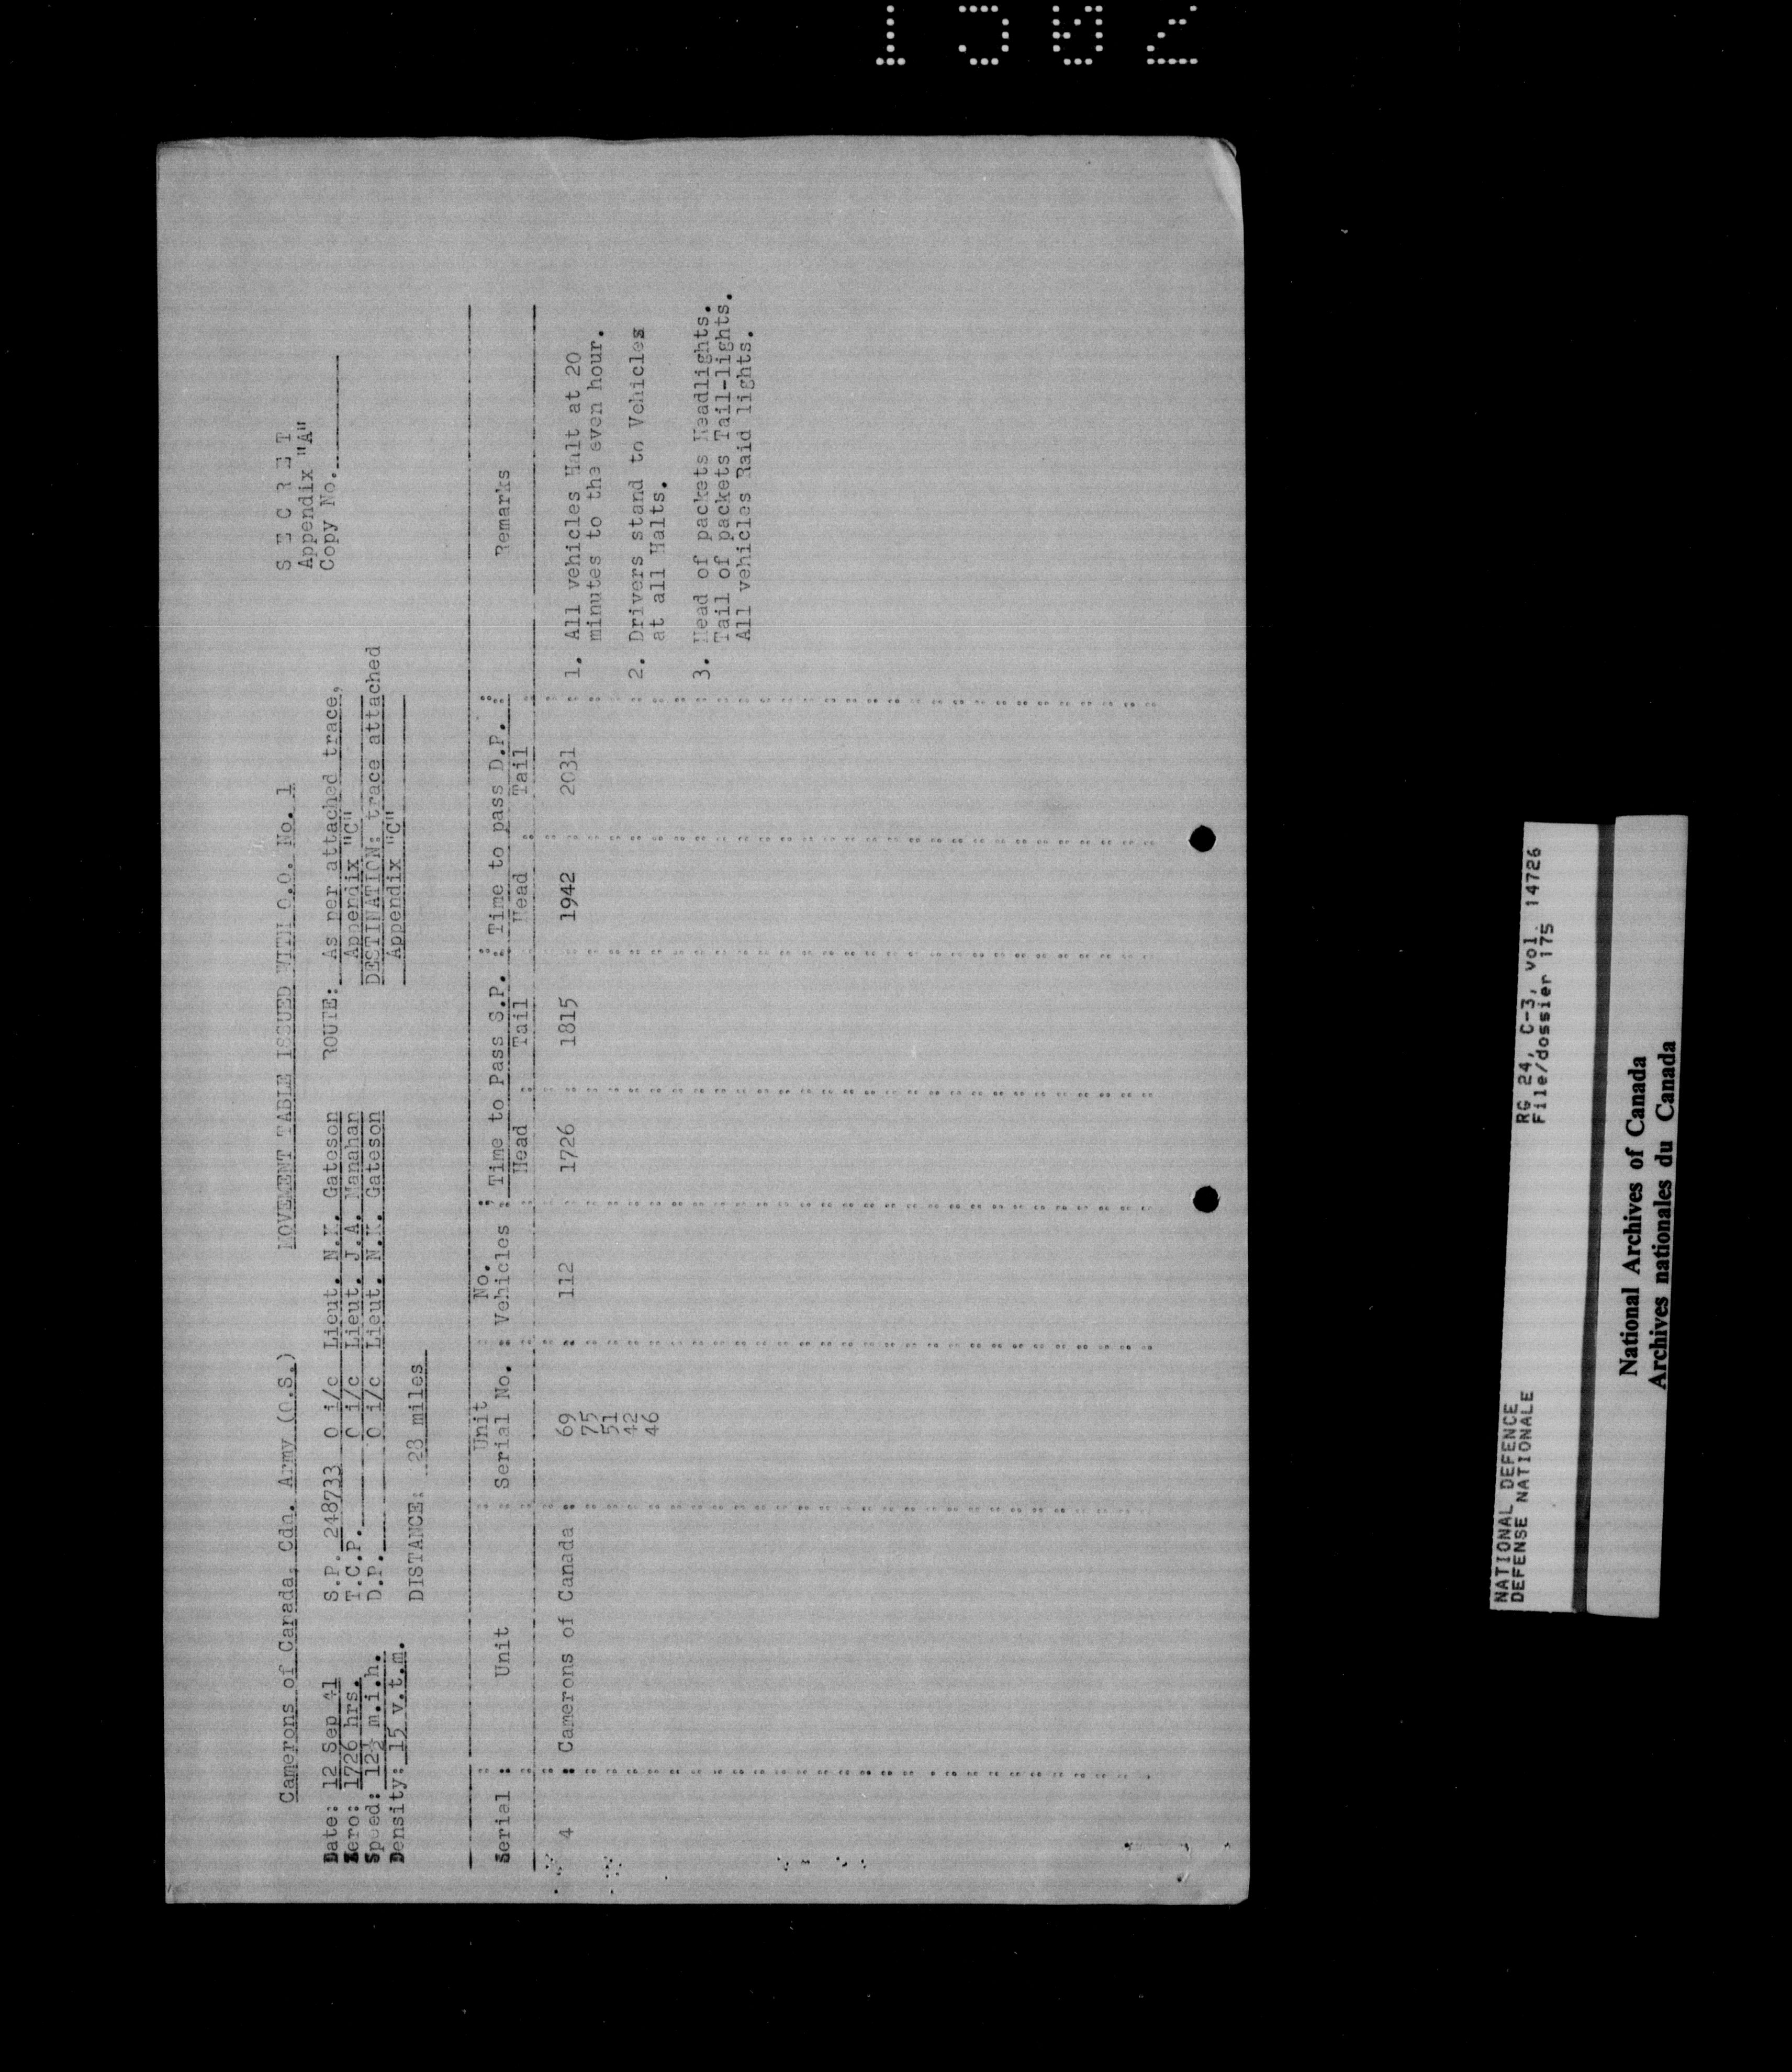 1502
S E C R E T
Appendix "A"
Copy No.
Camerons of Carada, Cdn. Army (O.S.) MOVEMENT TABLE ISSUED WITH O.O. No. 1
Date: 12 Sep 41 S.P. 248733 O i/c Lieut. N.K. Gateson ROUTE: As per attached trace,
Zero: 1726 hrs. T.C.P. O i/c Lieut. J.A. Manahan Appendix "C"
Speed: 12½ m.i.h. D.P. O i/c Lieut. N.K. Gateson DESTINATION: trace attached
Density: 15 v.t.m. Appendix "C"
DISTANCE: 28 miles
Unit No.
Serial : Unit : Serial No. : Vehicles : Time to Pass S.P. : Time to pass D.P. : Remarks
Head Tail Head Tail
4 : Camerons of Canada : 69 : 112 1726 1815 1942 2031 1. All vehicles Halt at 20
75 minutes to the even hour.
51
42 2. Drivers stand to Vehicles
46 at all Halts.
3. Head of packets Headlights.
Tail of packets Tail-lights.
All vehicles Raid lights.
NATIONAL DEFENCE RG 24, C-3, vol. 14726
DEFENSE NATIONALE File/dossier 175
National Archives of Canada
Archives nationales du Canada